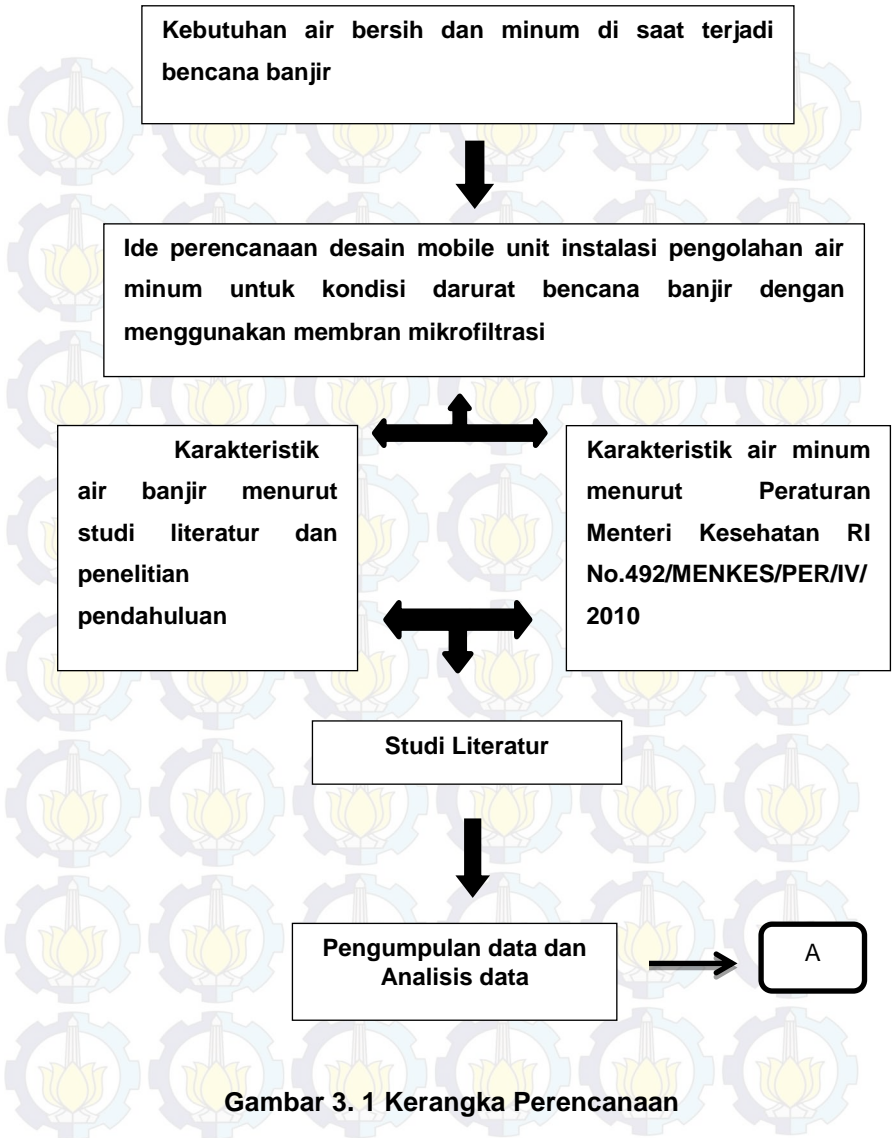 Kebutuhan air bersih dan minum di saat terjadi
bencana banjir
Ide perencanaan desain mobile unit instalasi pengolahan air
minum untuk kondisi darurat bencana banjir dengan
menggunakan membran mikrofiltrasi
Karakteristik
air banjir menurut
studi literatur dan
penelitian
pendahuluan
Karakteristik air minum
menurut Peraturan
Menteri Kesehatan RI
No.492/MENKES/PER/IV/
2010
Studi Literatur
Pengumpulan data dan
Analisis data
A
Gambar 3. 1 Kerangka Perencanaan